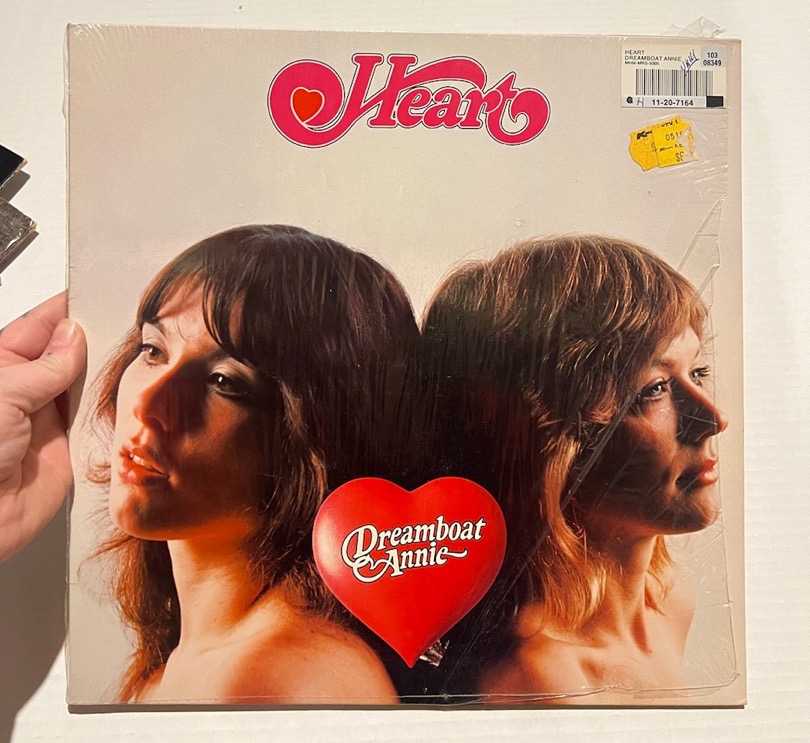 Heart
HEART
DREAMBOAT ANNIE
103
08349
11-20-7164
Dreamboat
Annie